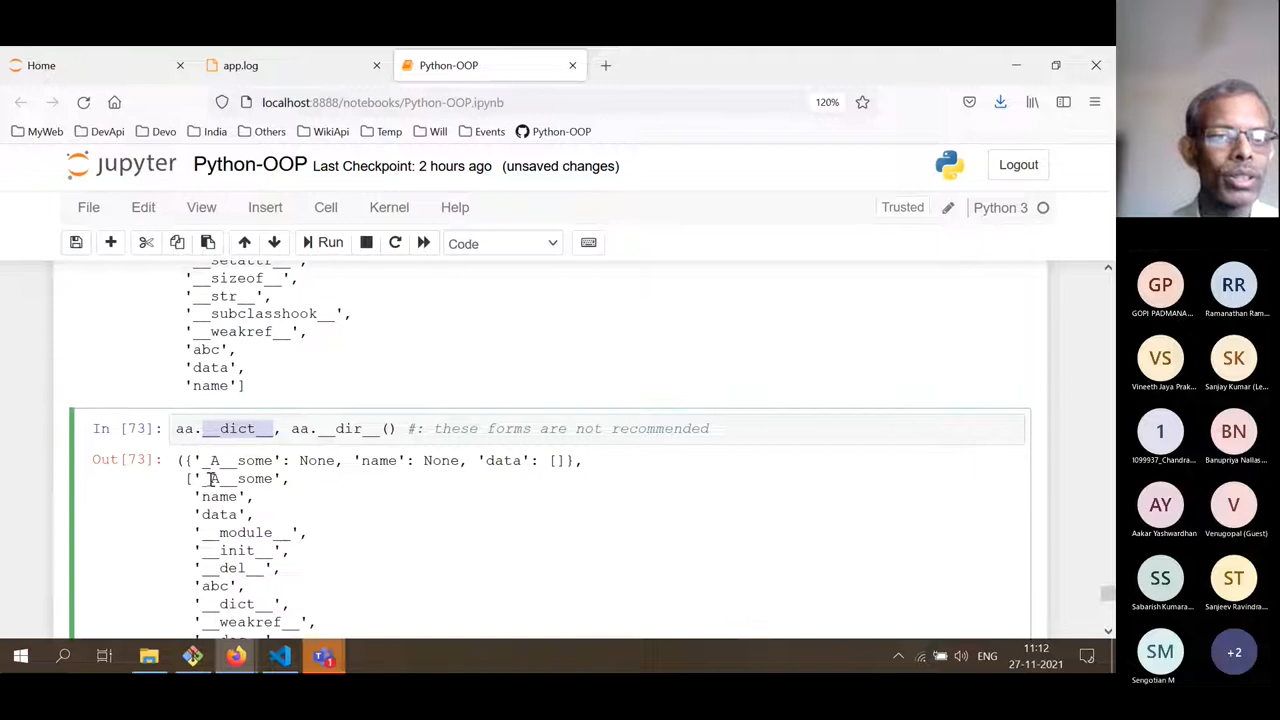 Home
app.log
Python-OOP
localhost:8888/notebooks/Python-OOP.ipynb
120%
MyWeb DevApi Devo India Others WikiApi Temp Will Events Python-OOP
jupyter Python-OOP Last Checkpoint: 2 hours ago (unsaved changes)
Logout
File Edit View Insert Cell Kernel Help
Trusted Python 3
Run Code
'__setattr__',
'__sizeof__',
'__str__',
'__subclasshook__',
'__weakref__',
'abc',
'data',
'name']
In [73]: aa.__dict__, aa.__dir__() #: these forms are not recommended
Out[73]: ({'_A__some': None, 'name': None, 'data': []},
['_A__some',
'name',
'data',
'__module__',
'__init__',
'__del__',
'abc',
'__dict__',
'__weakref__',
GP RR
GOPI PADMANA... Ramanathan Ram...
VS SK
Vineeth Jaya Prak... Sanjay Kumar (Le...
1 BN
1099937_Chandra... Banupriya Nallas...
AY V
Aakar Yashwardhan Venugopal (Guest)
SS ST
Sabarish Kumara... Sanjeev Ravindra...
SM +2
Sengotian M
ENG
11:12
27-11-2021